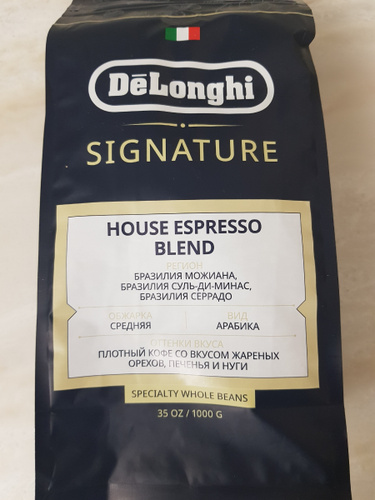 DēLonghi
SIGNATURE
HOUSE ESPRESSO
BLEND
РЕГИОН
БРАЗИЛИЯ МОЖИАНА,
БРАЗИЛИЯ СУЛЬ-ДИ-МИНАС,
БРАЗИЛИЯ СЕРРАДО
ОБЖАРКА ВИД
СРЕДНЯЯ АРАБИКА
ОТТЕНКИ ВКУСА
ПЛОТНЫЙ КОФЕ СО ВКУСОМ ЖАРЕНЫХ
ОРЕХОВ, ПЕЧЕНЬЯ И НУГИ
SPECIALTY WHOLE BEANS
35 OZ / 1000 G